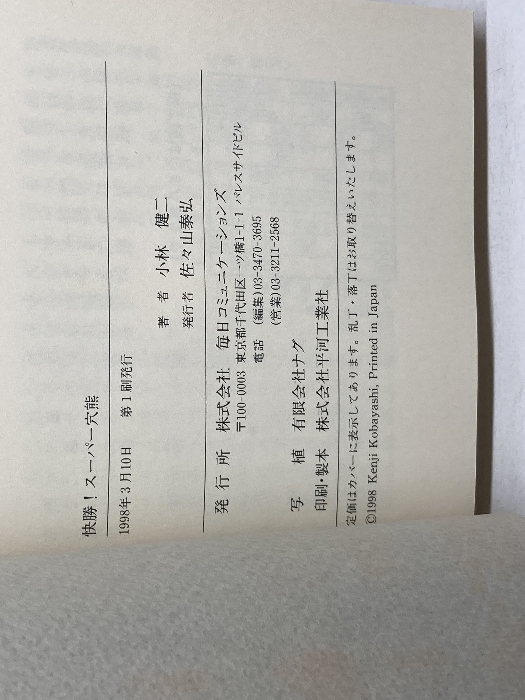 快勝！スーパー穴熊
1998年3月10日　第1刷発行
著　者　小林　健二
発行者　佐々山泰弘
発行所　株式会社　毎日コミュニケーションズ
〒100-0003 東京都千代田区一ツ橋1-1-1 パレスサイドビル
電話　(編集)03-3470-3695
(営業)03-3211-2568
写　植　有限会社ナグ
印刷・製本　株式会社平河工業社
定価はカバーに表示してあります。乱丁・落丁はお取り替えいたします。
©1998 Kenji Kobayashi, Printed in Japan